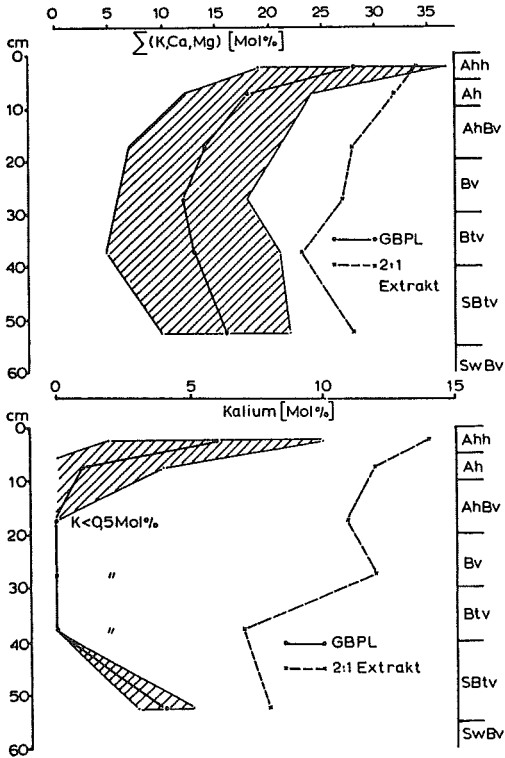 0 5 10 15 20 25 30 35
∑(K,Ca,Mg) [Mol%]
cm
0
10
20
30
40
50
60
Ahh
Ah
AhBv
Bv
Btv
SBtv
SwBv
GBPL
2:1
Extrakt
0 5 10 15
Kalium [Mol%]
cm
0
10
20
30
40
50
60
K<0,5Mol%
"
"
Ahh
Ah
AhBv
Bv
Btv
SBtv
SwBv
GBPL
2:1 Extrakt